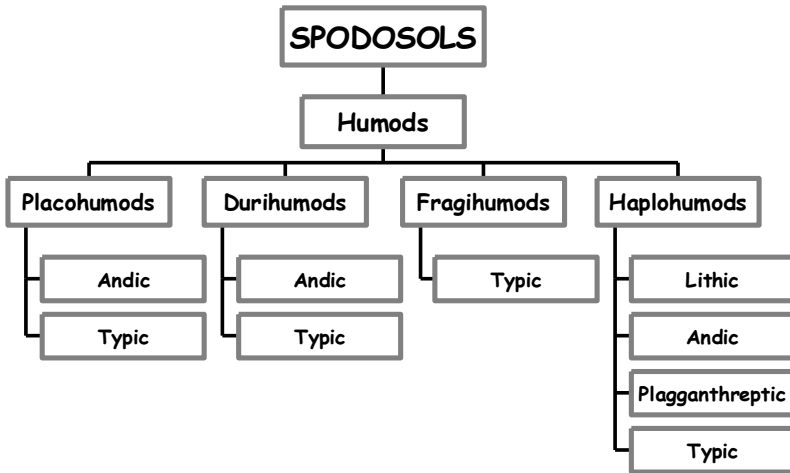 SPODOSOLS
Humods
Placohumods
Durihumods
Fragihumods
Haplohumods
Andic
Andic
Typic
Lithic
Typic
Typic
Andic
Plagganthreptic
Typic